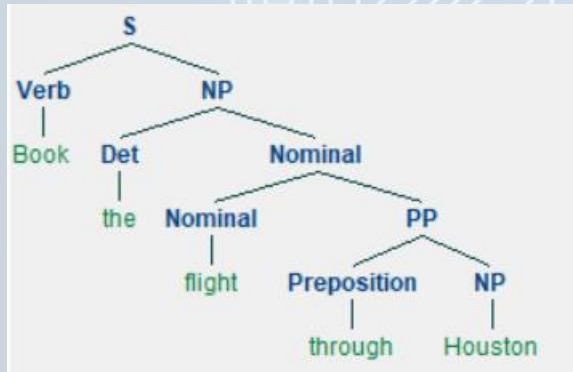 S
Verb NP
Book Det Nominal
the Nominal PP
flight Preposition NP
through Houston